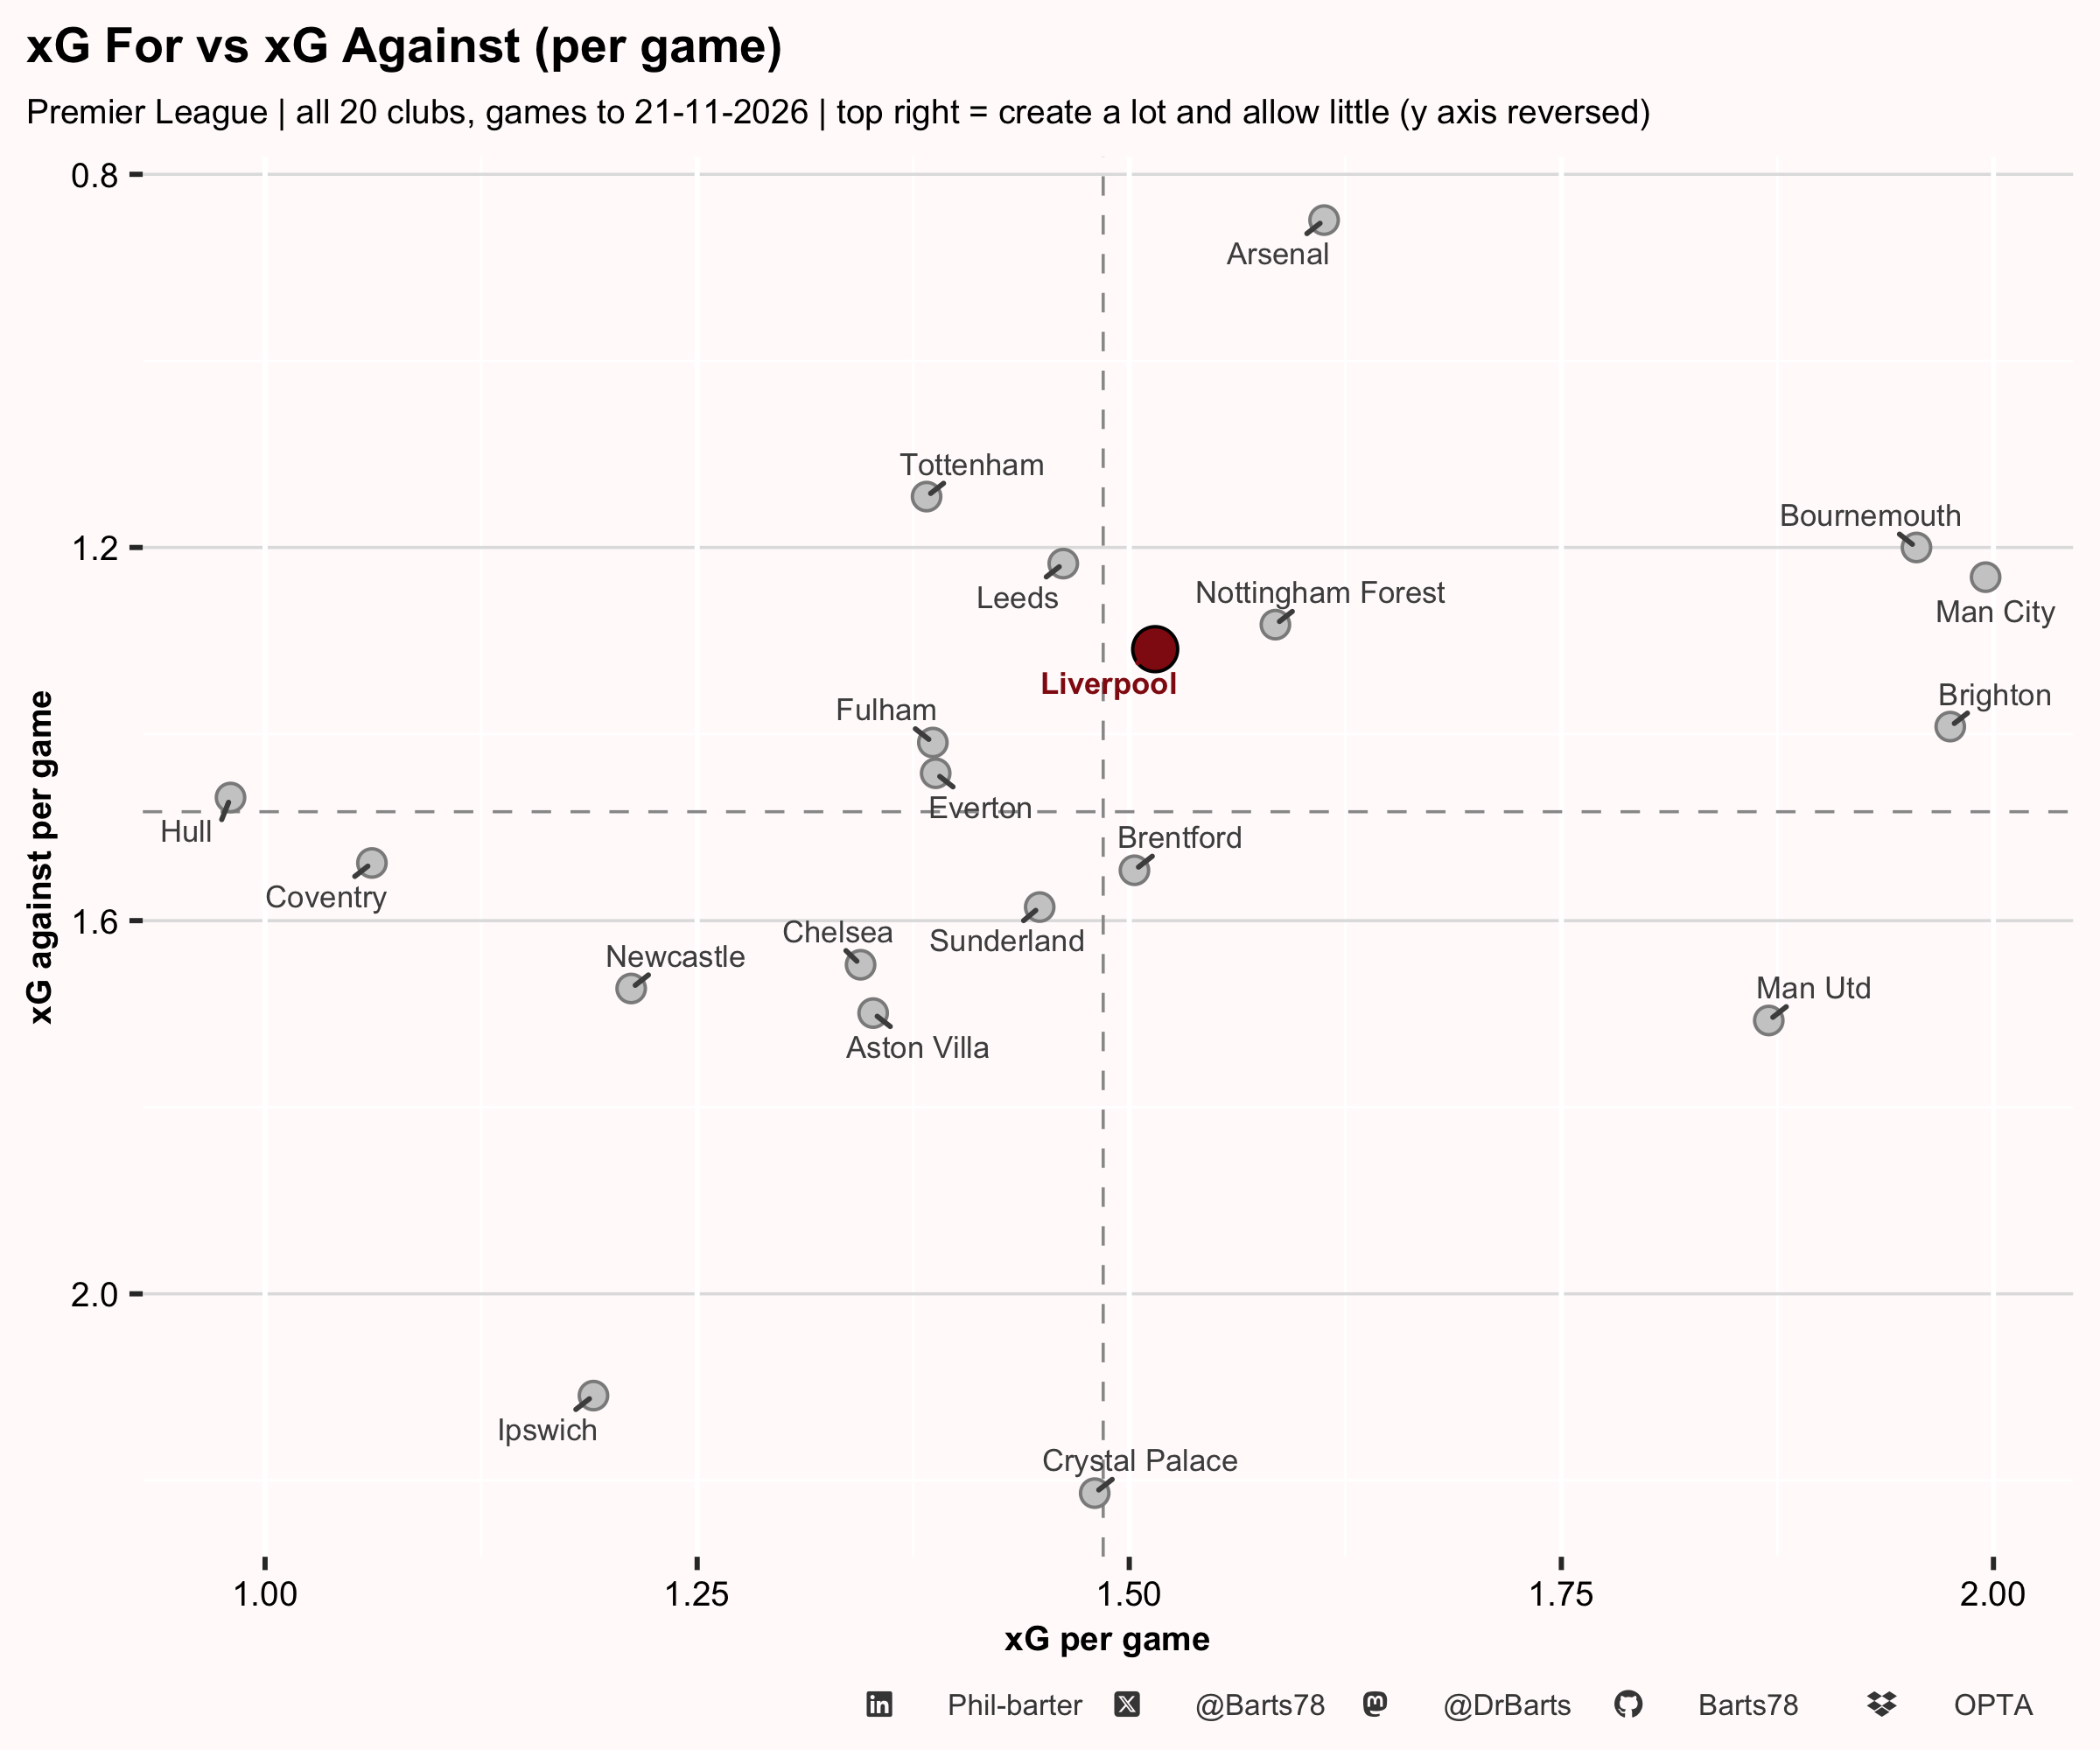 xG For vs xG Against (per game)
Premier League | all 20 clubs, games to 21-11-2026 | top right = create a lot and allow little (y axis reversed)
0.8
Arsenal
Tottenham
Bournemouth
1.2
Leeds
Nottingham Forest
Man City
Liverpool
Brighton
Fulham
Everton
Hull
Brentford
Coventry
1.6
Chelsea
Sunderland
Newcastle
Man Utd
Aston Villa
xG against per game
2.0
Ipswich
Crystal Palace
1.00 1.25 1.50 1.75 2.00
xG per game
Phil-barter @Barts78 @DrBarts Barts78 OPTA